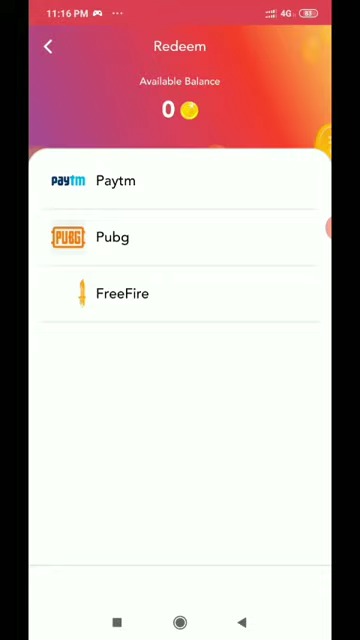 11:16 PM
4G
Redeem
Available Balance
0
paytm Paytm
PUBG Pubg
FreeFire